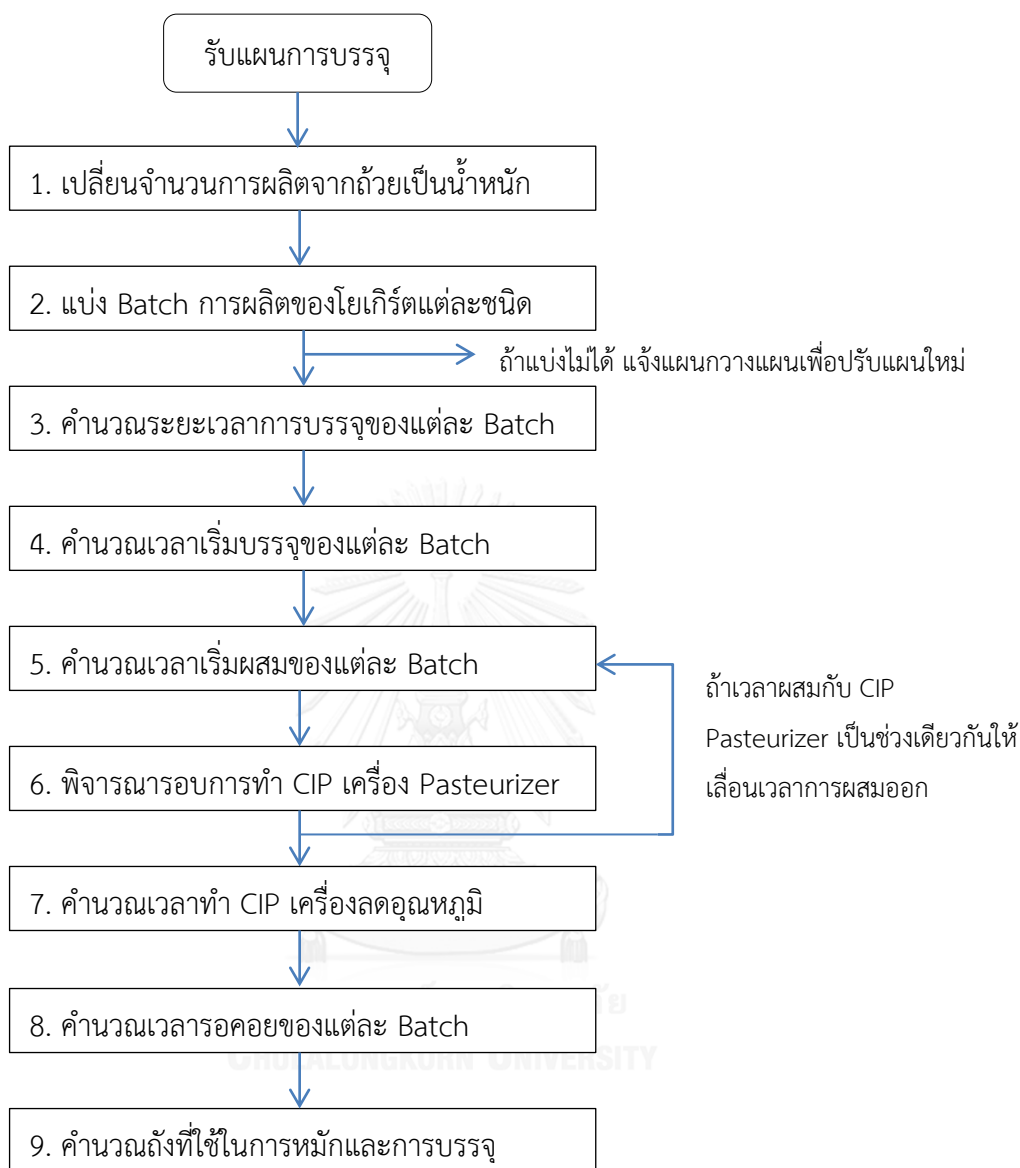 รับแผนการบรรจุ
1. เปลี่ยนจำนวนการผลิตจากถ้วยเป็นน้ำหนัก
2. แบ่ง Batch การผลิตของโยเกิร์ตแต่ละชนิด
ถ้าแบ่งไม่ได้ แจ้งแผนกวางแผนเพื่อปรับแผนใหม่
3. คำนวณระยะเวลาการบรรจุของแต่ละ Batch
4. คำนวณเวลาเริ่มบรรจุของแต่ละ Batch
5. คำนวณเวลาเริ่มผสมของแต่ละ Batch
ถ้าเวลาผสมกับ CIP
Pasteurizer เป็นช่วงเดียวกันให้
เลื่อนเวลาการผสมออก
6. พิจารณารอบการทำ CIP เครื่อง Pasteurizer
7. คำนวณเวลาทำ CIP เครื่องลดอุณหภูมิ
8. คำนวณเวลารอคอยของแต่ละ Batch
CHULALONGKORN UNIVERSITY
9. คำนวณถังที่ใช้ในการหมักและการบรรจุ